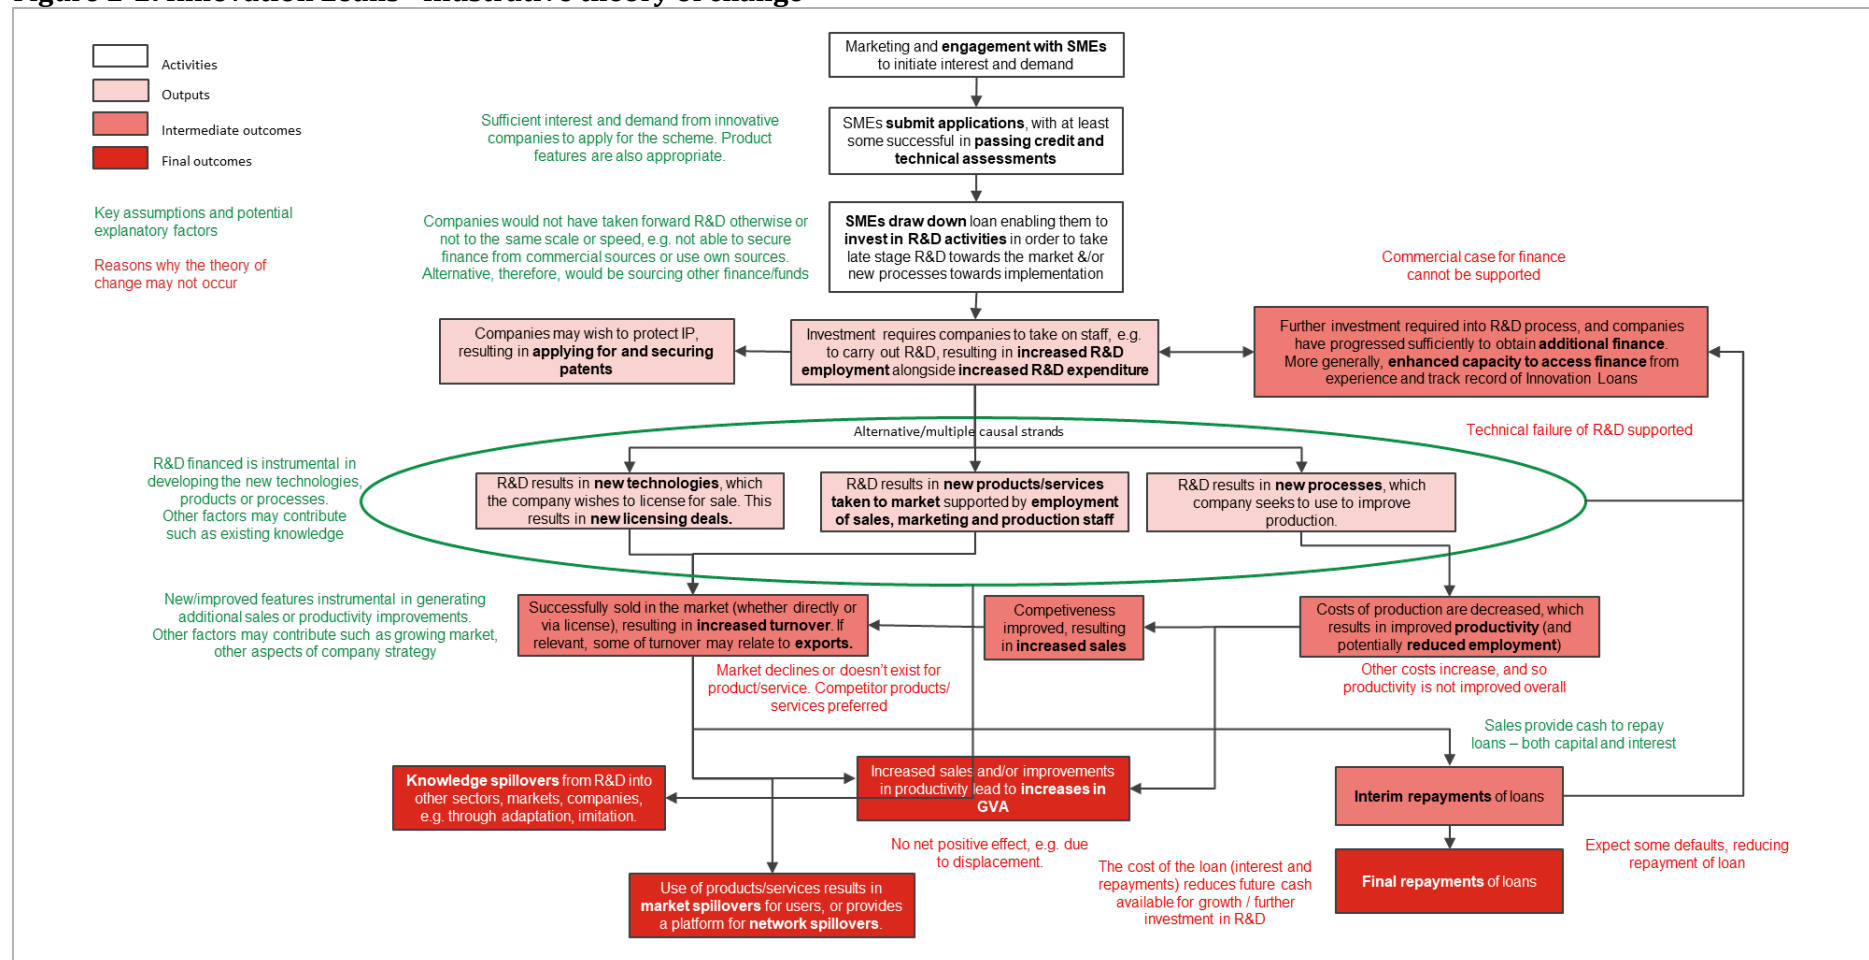 Figure 2-2: Innovation Loans - illustrative theory of change
Activities
Outputs
Intermediate outcomes
Final outcomes
Key assumptions and potential
explanatory factors
Reasons why the theory of
change may not occur
Marketing and engagement with SMEs
to initiate interest and demand
Sufficient interest and demand from innovative
companies to apply for the scheme. Product
features are also appropriate.
SMEs submit applications, with at least
some successful in passing credit and
technical assessments
Companies would not have taken forward R&D otherwise or
not to the same scale or speed, e.g. not able to secure
finance from commercial sources or use own sources.
Alternative, therefore, would be sourcing other finance/funds
SMEs draw down loan enabling them to
invest in R&D activities in order to take
late stage R&D towards the market &/or
new processes towards implementation
Commercial case for finance
cannot be supported
Companies may wish to protect IP,
resulting in applying for and securing
patents
Investment requires companies to take on staff, e.g.
to carry out R&D, resulting in increased R&D
employment alongside increased R&D expenditure
Further investment required into R&D process, and companies
have progressed sufficiently to obtain additional finance.
More generally, enhanced capacity to access finance from
experience and track record of Innovation Loans
Alternative/multiple causal strands
Technical failure of R&D supported
R&D financed is instrumental in
developing the new technologies,
products or processes.
Other factors may contribute
such as existing knowledge
R&D results in new technologies, which
the company wishes to license for sale. This
results in new licensing deals.
R&D results in new products/services
taken to market supported by employment
of sales, marketing and production staff
R&D results in new processes, which
company seeks to use to improve
production.
New/improved features instrumental in generating
additional sales or productivity improvements.
Other factors may contribute such as growing market,
other aspects of company strategy
Successfully sold in the market (whether directly or
via license), resulting in increased turnover. If
relevant, some of turnover may relate to exports.
Competiveness
improved, resulting
in increased sales
Costs of production are decreased, which
results in improved productivity (and
potentially reduced employment)
Market declines or doesn't exist for
product/service. Competitor products/
services preferred
Other costs increase, and so
productivity is not improved overall
Sales provide cash to repay
loans – both capital and interest
Knowledge spillovers from R&D into
other sectors, markets, companies,
e.g. through adaptation, imitation.
Increased sales and/or improvements
in productivity lead to increases in
GVA
Interim repayments of loans
No net positive effect, e.g. due
to displacement.
The cost of the loan (interest and
repayments) reduces future cash
available for growth / further
investment in R&D
Expect some defaults, reducing
repayment of loan
Final repayments of loans
Use of products/services results in
market spillovers for users, or provides
a platform for network spillovers.